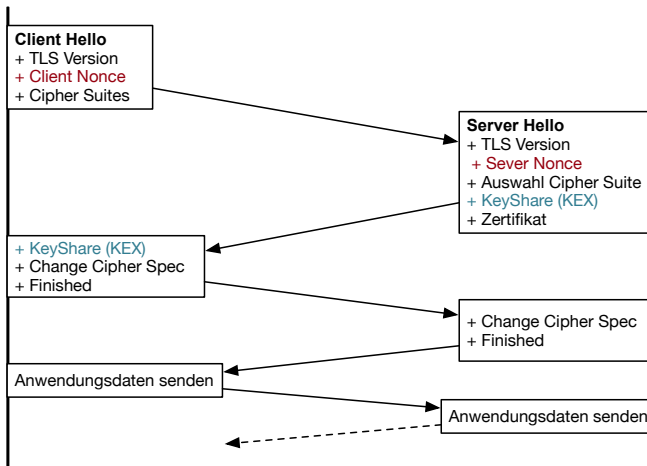 Client Hello
+ TLS Version
+ Client Nonce
+ Cipher Suites
Server Hello
+ TLS Version
+ Sever Nonce
+ Auswahl Cipher Suite
+ KeyShare (KEX)
+ Zertifikat
+ KeyShare (KEX)
+ Change Cipher Spec
+ Finished
+ Change Cipher Spec
+ Finished
Anwendungsdaten senden
Anwendungsdaten senden